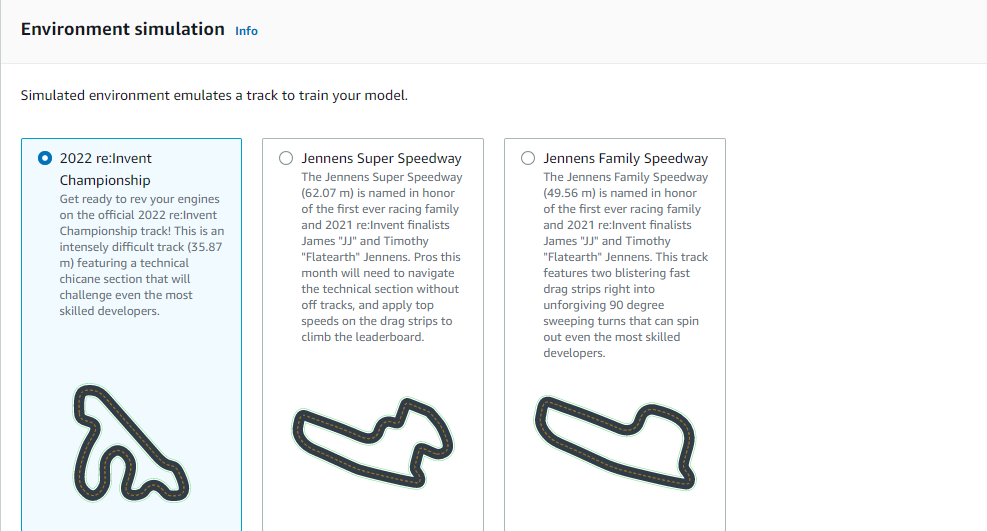 Environment simulation Info
Simulated environment emulates a track to train your model.
2022 re:Invent
Championship
Get ready to rev your engines
on the official 2022 re:Invent
Championship track! This is an
intensely difficult track (35.87
m) featuring a technical
chicane section that will
challenge even the most
skilled developers.
Jennens Super Speedway
The Jennens Super Speedway
(62.07 m) is named in honor
of the first ever racing family
and 2021 re:Invent finalists
James "JJ" and Timothy
"Flatearth" Jennens. Pros this
month will need to navigate
the technical section without
off tracks, and apply top
speeds on the drag strips to
climb the leaderboard.
Jennens Family Speedway
The Jennens Family Speedway
(49.56 m) is named in honor
of the first ever racing family
and 2021 re:Invent finalists
James "JJ" and Timothy
"Flatearth" Jennens. This track
features two blistering fast
drag strips right into
unforgiving 90 degree
sweeping turns that can spin
out even the most skilled
developers.